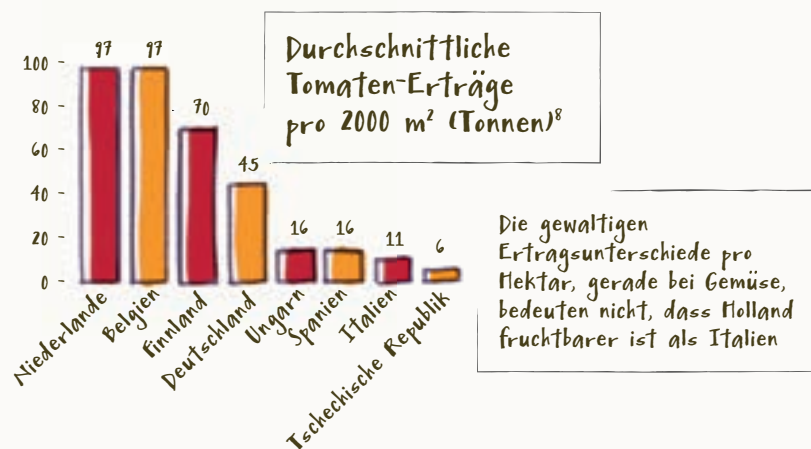 Durchschnittliche
Tomaten-Erträge
pro 2000 m² (Tonnen)⁸
100
80
60
40
20
0
97
97
70
45
16
16
11
6
Niederlande
Belgien
Finnland
Deutschland
Ungarn
Spanien
Italien
Tschechische Republik
Die gewaltigen
Ertragsunterschiede pro
Hektar, gerade bei Gemüse,
bedeuten nicht, dass Holland
fruchtbarer ist als Italien